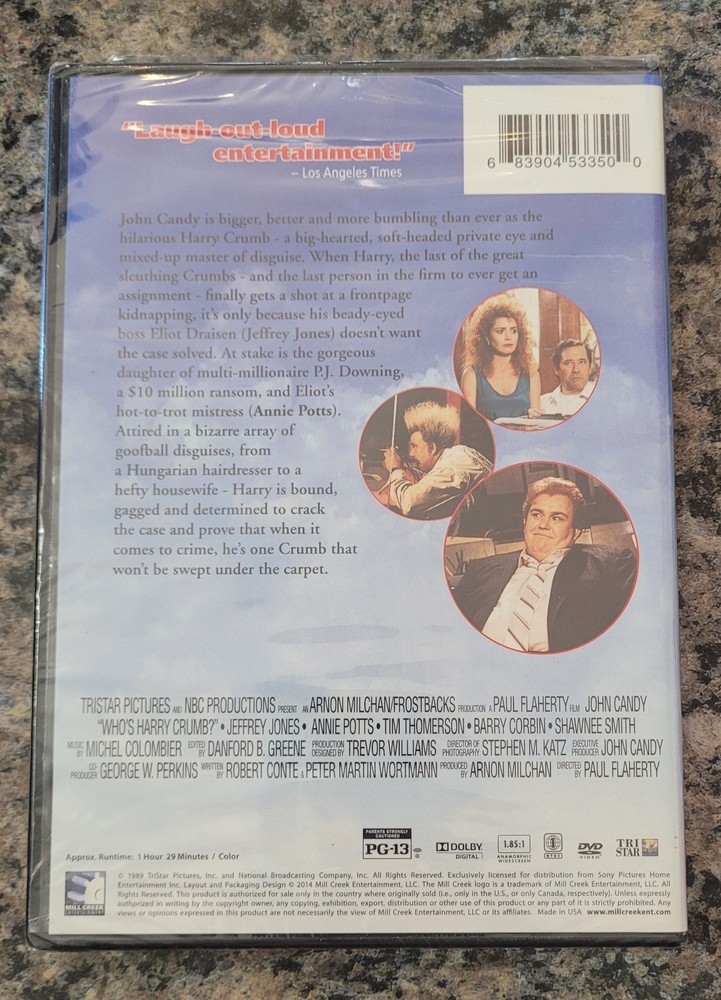 "Laugh-out-loud
entertainment!"
– Los Angeles Times
6 83904 53350 0
John Candy is bigger, better and more bumbling than ever as the
hilarious Harry Crumb - a big-hearted, soft-headed private eye and
mixed-up master of disguise. When Harry, the last of the great
sleuthing Crumbs - and the last person in the firm to ever get an
assignment - finally gets a shot at a frontpage
kidnapping, it's only because his beady-eyed
boss Eliot Draisen (Jeffrey Jones) doesn't want
the case solved. At stake is the gorgeous
daughter of multi-millionaire P.J. Downing,
a $10 million ransom, and Eliot's
hot-to-trot mistress (Annie Potts).
Attired in a bizarre array of
goofball disguises, from
a Hungarian hairdresser to a
hefty housewife - Harry is bound,
gagged and determined to crack
the case and prove that when it
comes to crime, he's one Crumb that
won't be swept under the carpet.
TRISTAR PICTURES AND NBC PRODUCTIONS PRESENT AN ARNON MILCHAN/FROSTBACKS PRODUCTION A PAUL FLAHERTY FILM JOHN CANDY
"WHO'S HARRY CRUMB?" • JEFFREY JONES • ANNIE POTTS • TIM THOMERSON • BARRY CORBIN • SHAWNEE SMITH
MUSIC BY MICHEL COLOMBIER EDITED BY DANFORD B. GREENE PRODUCTION DESIGNED BY TREVOR WILLIAMS DIRECTOR OF PHOTOGRAPHY STEPHEN M. KATZ EXECUTIVE PRODUCER JOHN CANDY
CO-PRODUCER GEORGE W. PERKINS WRITTEN BY ROBERT CONTE & PETER MARTIN WORTMANN PRODUCED BY ARNON MILCHAN DIRECTED BY PAUL FLAHERTY
Approx. Runtime: 1 Hour 29 Minutes / Color
PARENTS STRONGLY CAUTIONED
PG-13
DOLBY
DIGITAL
1.85:1
ANAMORPHIC
WIDESCREEN
NTSC
DVD
VIDEO
TRI
STAR
MILL CREEK
ENTERTAINMENT
© 1989 TriStar Pictures, Inc. and National Broadcasting Company, Inc. All Rights Reserved. Exclusively licensed for distribution from Sony Pictures Home
Entertainment Inc. Layout and Packaging Design © 2014 Mill Creek Entertainment, LLC. The Mill Creek logo is a trademark of Mill Creek Entertainment, LLC. All
Rights Reserved. This product is authorized for sale only in the country where originally sold (i.e., only in the U.S., or only Canada, respectively). Unless expressly
authorized in writing by the copyright owner, any copying, exhibition, export, distribution or other use of this product or any part of it is strictly prohibited. Any
views or opinions expressed in this product are not necessarily the view of Mill Creek Entertainment, LLC or its affiliates. Made in USA www.millcreekent.com